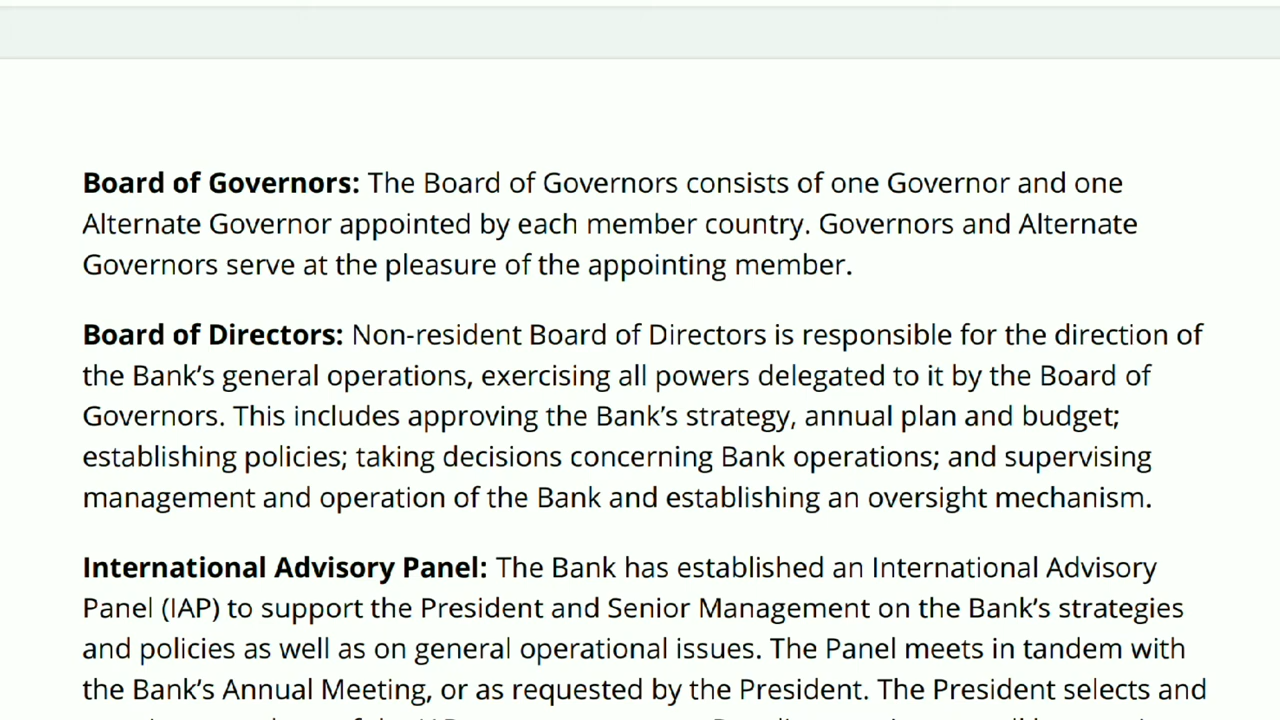 Board of Governors: The Board of Governors consists of one Governor and one
Alternate Governor appointed by each member country. Governors and Alternate
Governors serve at the pleasure of the appointing member.
Board of Directors: Non-resident Board of Directors is responsible for the direction of
the Bank’s general operations, exercising all powers delegated to it by the Board of
Governors. This includes approving the Bank’s strategy, annual plan and budget;
establishing policies; taking decisions concerning Bank operations; and supervising
management and operation of the Bank and establishing an oversight mechanism.
International Advisory Panel: The Bank has established an International Advisory
Panel (IAP) to support the President and Senior Management on the Bank’s strategies
and policies as well as on general operational issues. The Panel meets in tandem with
the Bank’s Annual Meeting, or as requested by the President. The President selects and